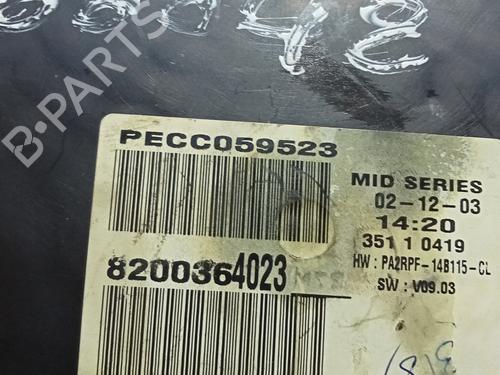 PECC059523
MID SERIES
02-12-03
14:20
351 1 0419
HW : PA2RPF-14B115-CL
SW : V09.03
8200364023
B-PARTS